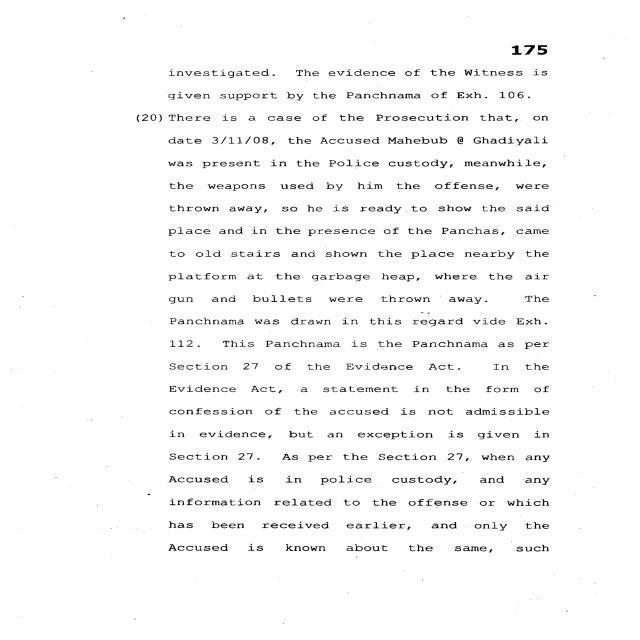 175
investigated. The evidence of the Witness is
given support by the Panchnama of Exh. 106.
(20) There is a case of the Prosecution that, on
date 3/11/08, the Accused Mahebub @ Ghadiyali
was present in the Police custody, meanwhile,
the weapons used by him the offense, were
thrown away, so he is ready to show the said
place and in the presence of the Panchas, came
to old stairs and shown the place nearby the
platform at the garbage heap, where the air
gun and bullets were thrown away. The
Panchnama was drawn in this regard vide Exh.
112. This Panchnama is the Panchnama as per
Section 27 of the Evidence Act. In the
Evidence Act, a statement in the form of
confession of the accused is not admissible
in evidence, but an exception is given in
Section 27. As per the Section 27, when any
Accused is in police custody, and any
information related to the offense or which
has been received earlier, and only the
Accused is known about the same, such